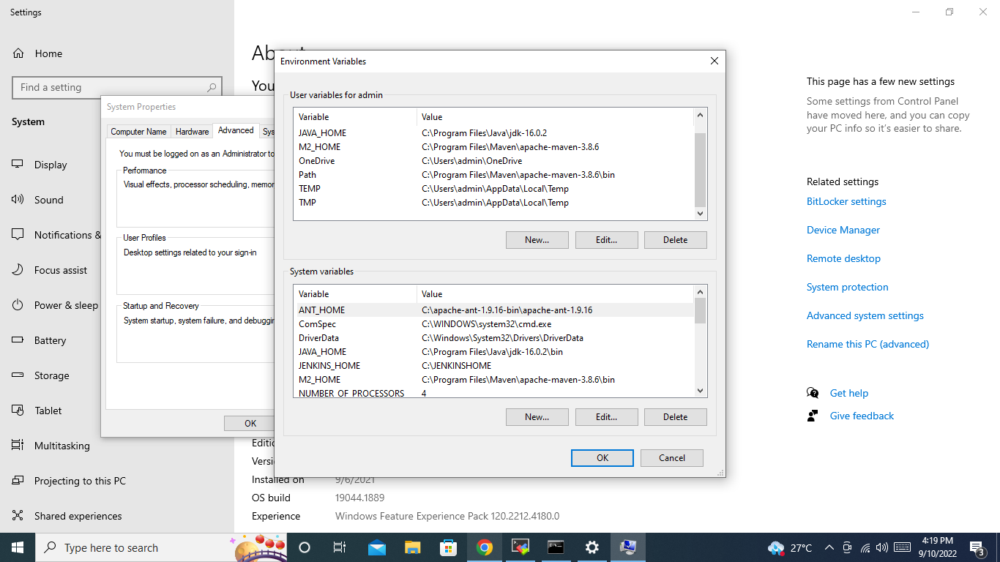 Settings
Home
Find a setting
System
Display
Sound
Notifications &
Focus assist
Power & sleep
Battery
Storage
Tablet
Multitasking
Projecting to this PC
Shared experiences
About
You
System Properties
Computer Name
Hardware
Advanced
Sys
You must be logged on as an Administrator to
Performance
Visual effects, processor scheduling, memor
User Profiles
Desktop settings related to your sign-in
Startup and Recovery
System startup, system failure, and debuggin
OK
Environment Variables
User variables for admin
Variable Value
JAVA_HOME C:\Program Files\Java\jdk-16.0.2
M2_HOME C:\Program Files\Maven\apache-maven-3.8.6
OneDrive C:\Users\admin\OneDrive
Path C:\Program Files\Maven\apache-maven-3.8.6\bin
TEMP C:\Users\admin\AppData\Local\Temp
TMP C:\Users\admin\AppData\Local\Temp
New... Edit... Delete
System variables
Variable Value
ANT_HOME C:\apache-ant-1.9.16-bin\apache-ant-1.9.16
ComSpec C:\WINDOWS\system32\cmd.exe
DriverData C:\Windows\System32\Drivers\DriverData
JAVA_HOME C:\Program Files\Java\jdk-16.0.2\bin
JENKINS_HOME C:\JENKINSHOME
M2_HOME C:\Program Files\Maven\apache-maven-3.8.6\bin
NUMBER_OF_PROCESSORS 4
New... Edit... Delete
OK Cancel
Editio
Versi
Installed on 9/6/2021
OS build 19044.1889
Experience Windows Feature Experience Pack 120.2212.4180.0
This page has a few new settings
Some settings from Control Panel
have moved here, and you can copy
your PC info so it's easier to share.
Related settings
BitLocker settings
Device Manager
Remote desktop
System protection
Advanced system settings
Rename this PC (advanced)
Get help
Give feedback
Type here to search
27°C
4:19 PM
9/10/2022
3